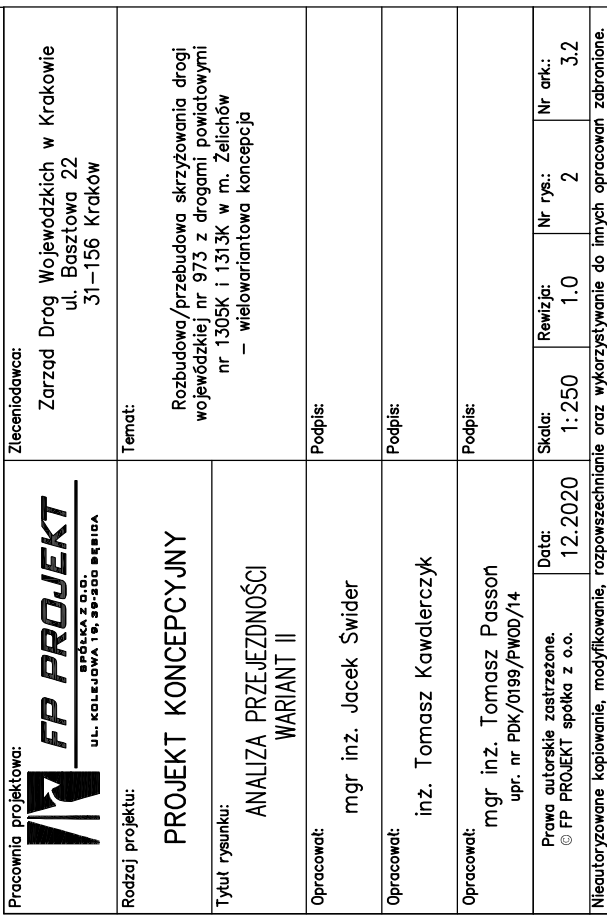 Pracownia projektowa:
FP PROJEKT
SPÓŁKA Z O.O.
UL. KOLEJOWA 19, 39-200 DĘBICA
Zleceniodawca:
Zarząd Dróg Wojewódzkich w Krakowie
ul. Basztowa 22
31-156 Kraków
Rodzaj projektu:
PROJEKT KONCEPCYJNY
Temat:
Rozbudowa/przebudowa skrzyżowania drogi
wojewódzkiej nr 973 z drogami powiatowymi
nr 1305K i 1313K w m. Żelichów
- wielowariantowa koncepcja
Tytuł rysunku:
ANALIZA PRZEJEZDNOŚCI
WARIANT II
Opracował:
mgr inż. Jacek Świder
Podpis:
Opracował:
inż. Tomasz Kawalerczyk
Podpis:
Opracował:
mgr inż. Tomasz Passoń
upr. nr PDK/0199/PWOD/14
Podpis:
Prawa autorskie zastrzeżone.
© FP PROJEKT spółka z o.o.
Data:
12.2020
Skala:
1:250
Rewizja:
1.0
Nr rys.:
2
Nr ark.:
3.2
Nieautoryzowane kopiowanie, modyfikowanie, rozpowszechnianie oraz wykorzystywanie do innych opracowań zabronione.